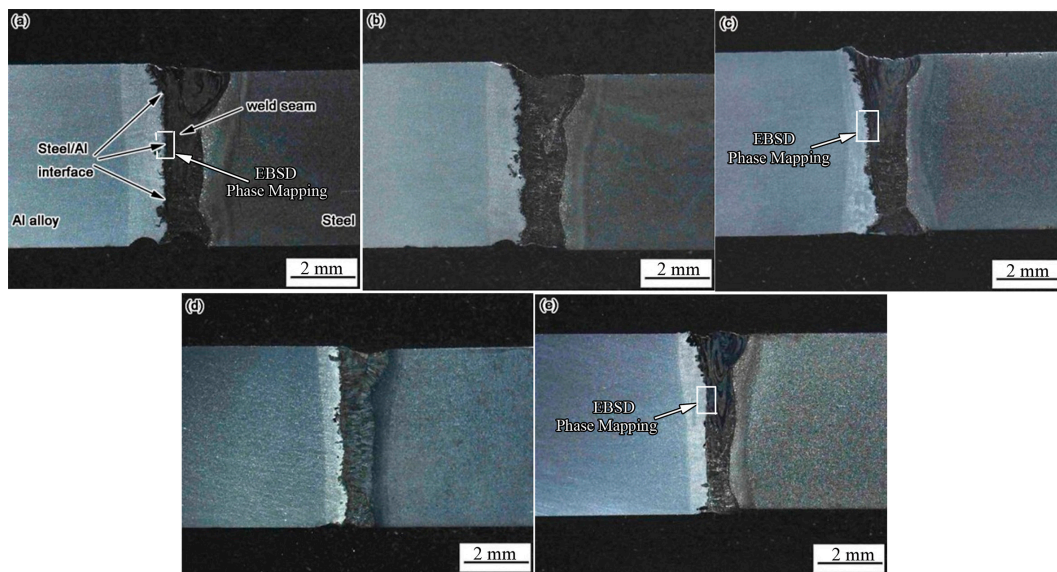 (a)
weld seam
Steel/Al
interface
EBSD
Phase Mapping
Al alloy
Steel
2 mm
(b)
2 mm
(c)
EBSD
Phase Mapping
2 mm
(d)
2 mm
(e)
EBSD
Phase Mapping
2 mm